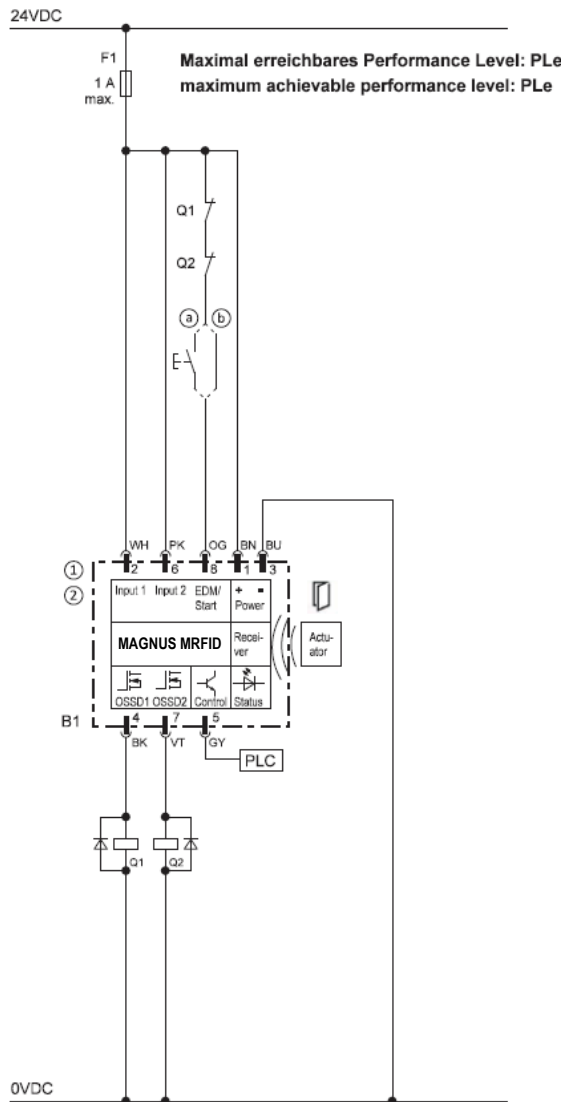 24VDC
F1
1 A
max.
Maximal erreichbares Performance Level: PLe
maximum achievable performance level: PLe
Q1
Q2
a b
WH PK OG BN BU
2 6 8 1 3
1
2
Input 1 Input 2 EDM/ Start + - Power
MAGNUS MRFID
Recei-
ver
Actu-
ator
OSSD1 OSSD2 Control Status
B1
4 7 5
BK VT GY
PLC
Q1 Q2
0VDC